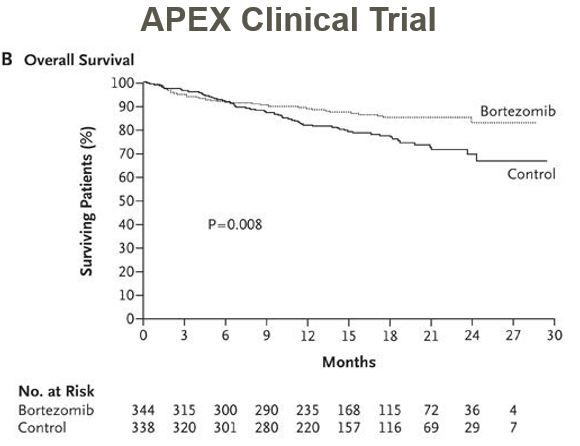 APEX Clinical Trial
B Overall Survival
100
90
80
70
60
50
40
30
20
10
0
Surviving Patients (%)
Bortezomib
Control
P=0.008
0 3 6 9 12 15 18 21 24 27 30
Months
No. at Risk
Bortezomib 344 315 300 290 235 168 115 72 36 4
Control 338 320 301 280 220 157 116 69 29 7